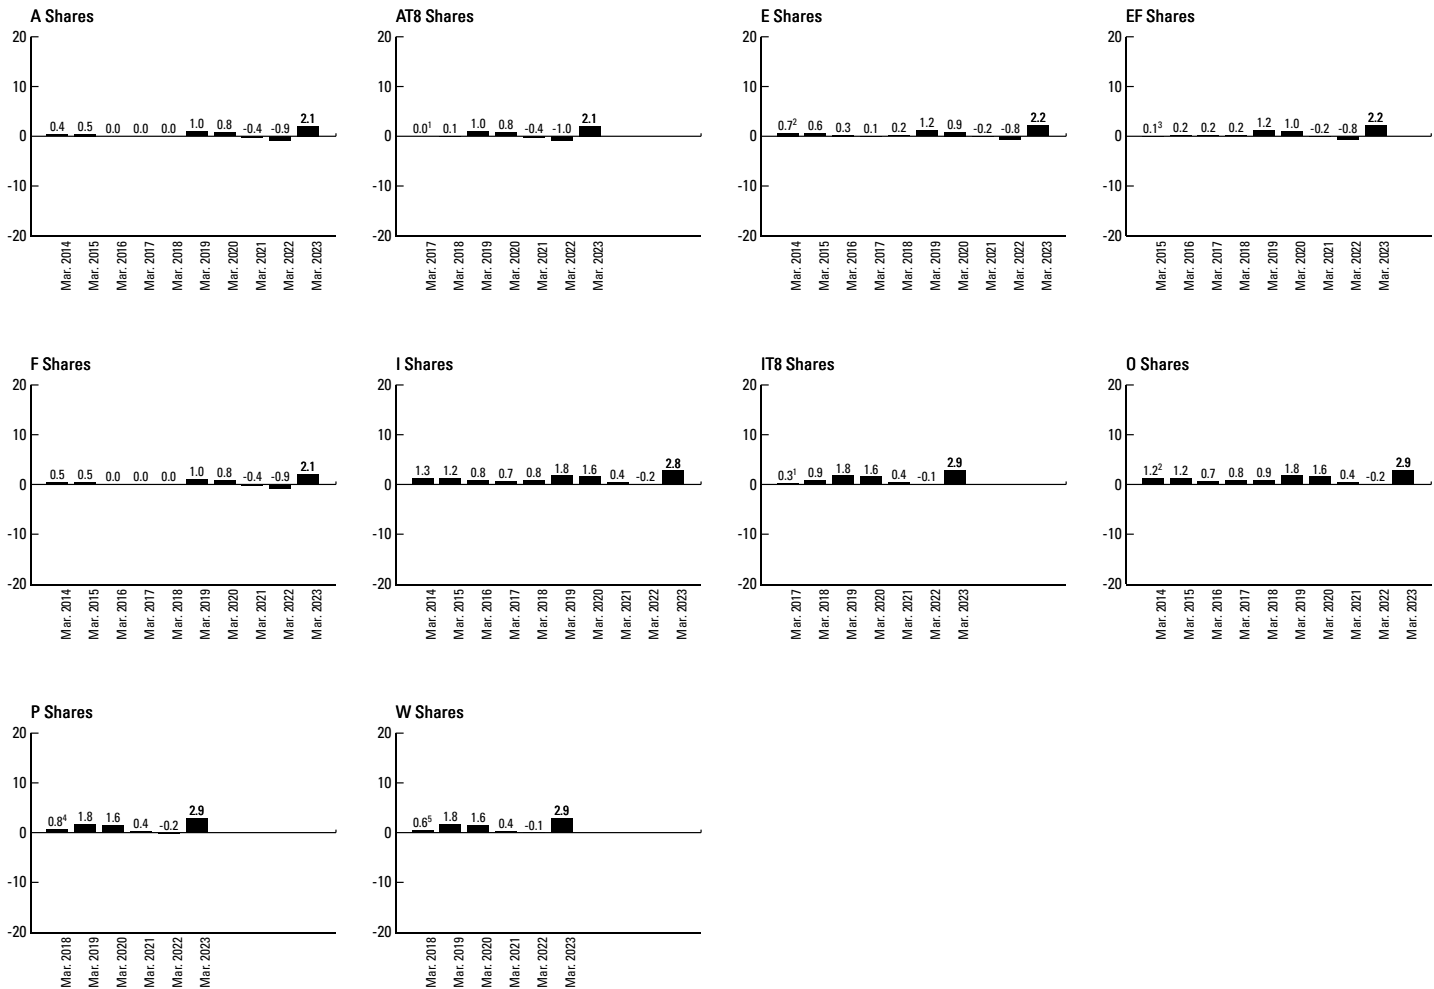 A Shares
20
10
0
-10
-20
0.4 0.5 0.0 0.0 0.0 1.0 0.8 -0.4 -0.9 2.1
Mar. 2014
Mar. 2015
Mar. 2016
Mar. 2017
Mar. 2018
Mar. 2019
Mar. 2020
Mar. 2021
Mar. 2022
Mar. 2023
AT8 Shares
20
10
0
-10
-20
0.0¹ 0.1 1.0 0.8 -0.4 -1.0 2.1
Mar. 2017
Mar. 2018
Mar. 2019
Mar. 2020
Mar. 2021
Mar. 2022
Mar. 2023
E Shares
20
10
0
-10
-20
0.7² 0.6 0.3 0.1 0.2 1.2 0.9 -0.2 -0.8 2.2
Mar. 2014
Mar. 2015
Mar. 2016
Mar. 2017
Mar. 2018
Mar. 2019
Mar. 2020
Mar. 2021
Mar. 2022
Mar. 2023
EF Shares
20
10
0
-10
-20
0.1³ 0.2 0.2 0.2 1.2 1.0 -0.2 -0.8 2.2
Mar. 2015
Mar. 2016
Mar. 2017
Mar. 2018
Mar. 2019
Mar. 2020
Mar. 2021
Mar. 2022
Mar. 2023
F Shares
20
10
0
-10
-20
0.5 0.5 0.0 0.0 0.0 1.0 0.8 -0.4 -0.9 2.1
Mar. 2014
Mar. 2015
Mar. 2016
Mar. 2017
Mar. 2018
Mar. 2019
Mar. 2020
Mar. 2021
Mar. 2022
Mar. 2023
I Shares
20
10
0
-10
-20
1.3 1.2 0.8 0.7 0.8 1.8 1.6 0.4 -0.2 2.8
Mar. 2014
Mar. 2015
Mar. 2016
Mar. 2017
Mar. 2018
Mar. 2019
Mar. 2020
Mar. 2021
Mar. 2022
Mar. 2023
IT8 Shares
20
10
0
-10
-20
0.3¹ 0.9 1.8 1.6 0.4 -0.1 2.9
Mar. 2017
Mar. 2018
Mar. 2019
Mar. 2020
Mar. 2021
Mar. 2022
Mar. 2023
O Shares
20
10
0
-10
-20
1.2² 1.2 0.7 0.8 0.9 1.8 1.6 0.4 -0.2 2.9
Mar. 2014
Mar. 2015
Mar. 2016
Mar. 2017
Mar. 2018
Mar. 2019
Mar. 2020
Mar. 2021
Mar. 2022
Mar. 2023
P Shares
20
10
0
-10
-20
0.8⁴ 1.8 1.6 0.4 -0.2 2.9
Mar. 2018
Mar. 2019
Mar. 2020
Mar. 2021
Mar. 2022
Mar. 2023
W Shares
20
10
0
-10
-20
0.6⁵ 1.8 1.6 0.4 -0.1 2.9
Mar. 2018
Mar. 2019
Mar. 2020
Mar. 2021
Mar. 2022
Mar. 2023